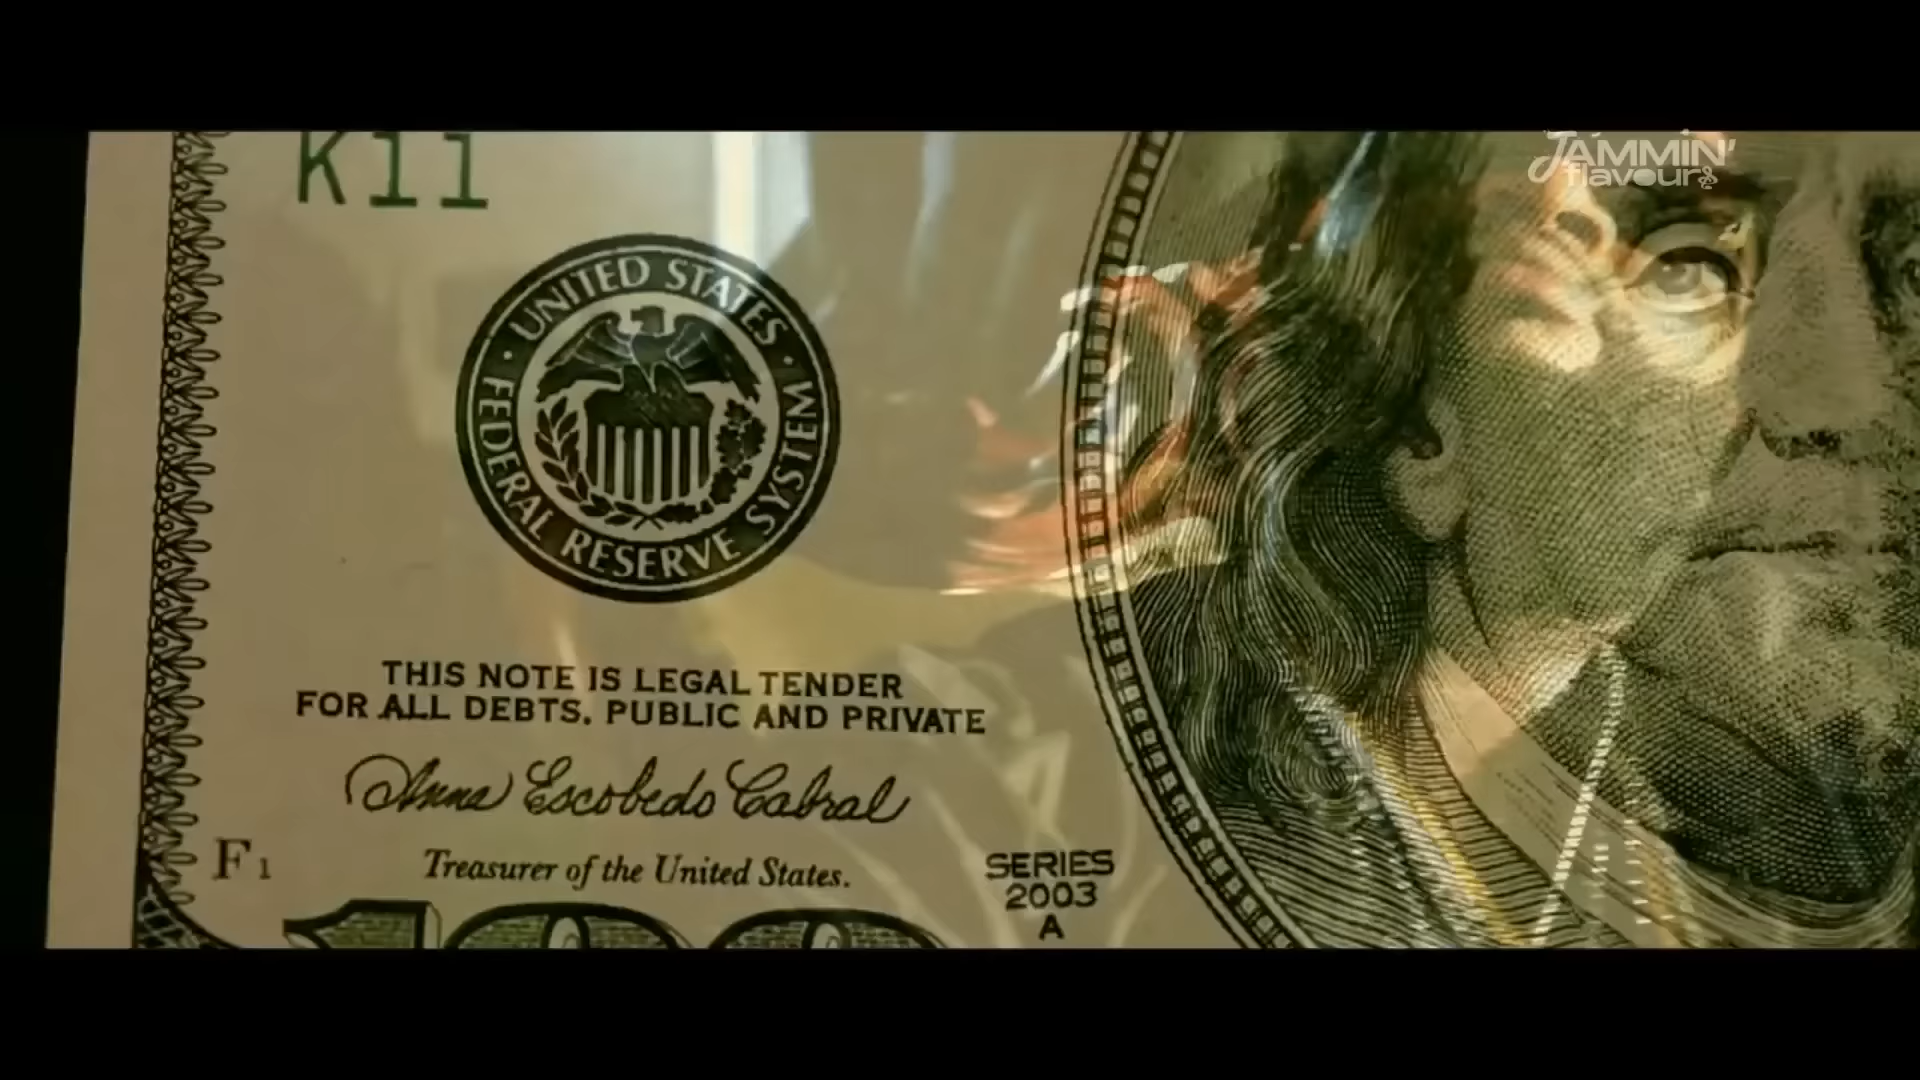 JAMMIN'
flavours
K11
UNITED STATES
FEDERAL RESERVE SYSTEM
THIS NOTE IS LEGAL TENDER
FOR ALL DEBTS, PUBLIC AND PRIVATE
Anna Escobedo Cabral
F1
Treasurer of the United States.
SERIES
2003
A
100